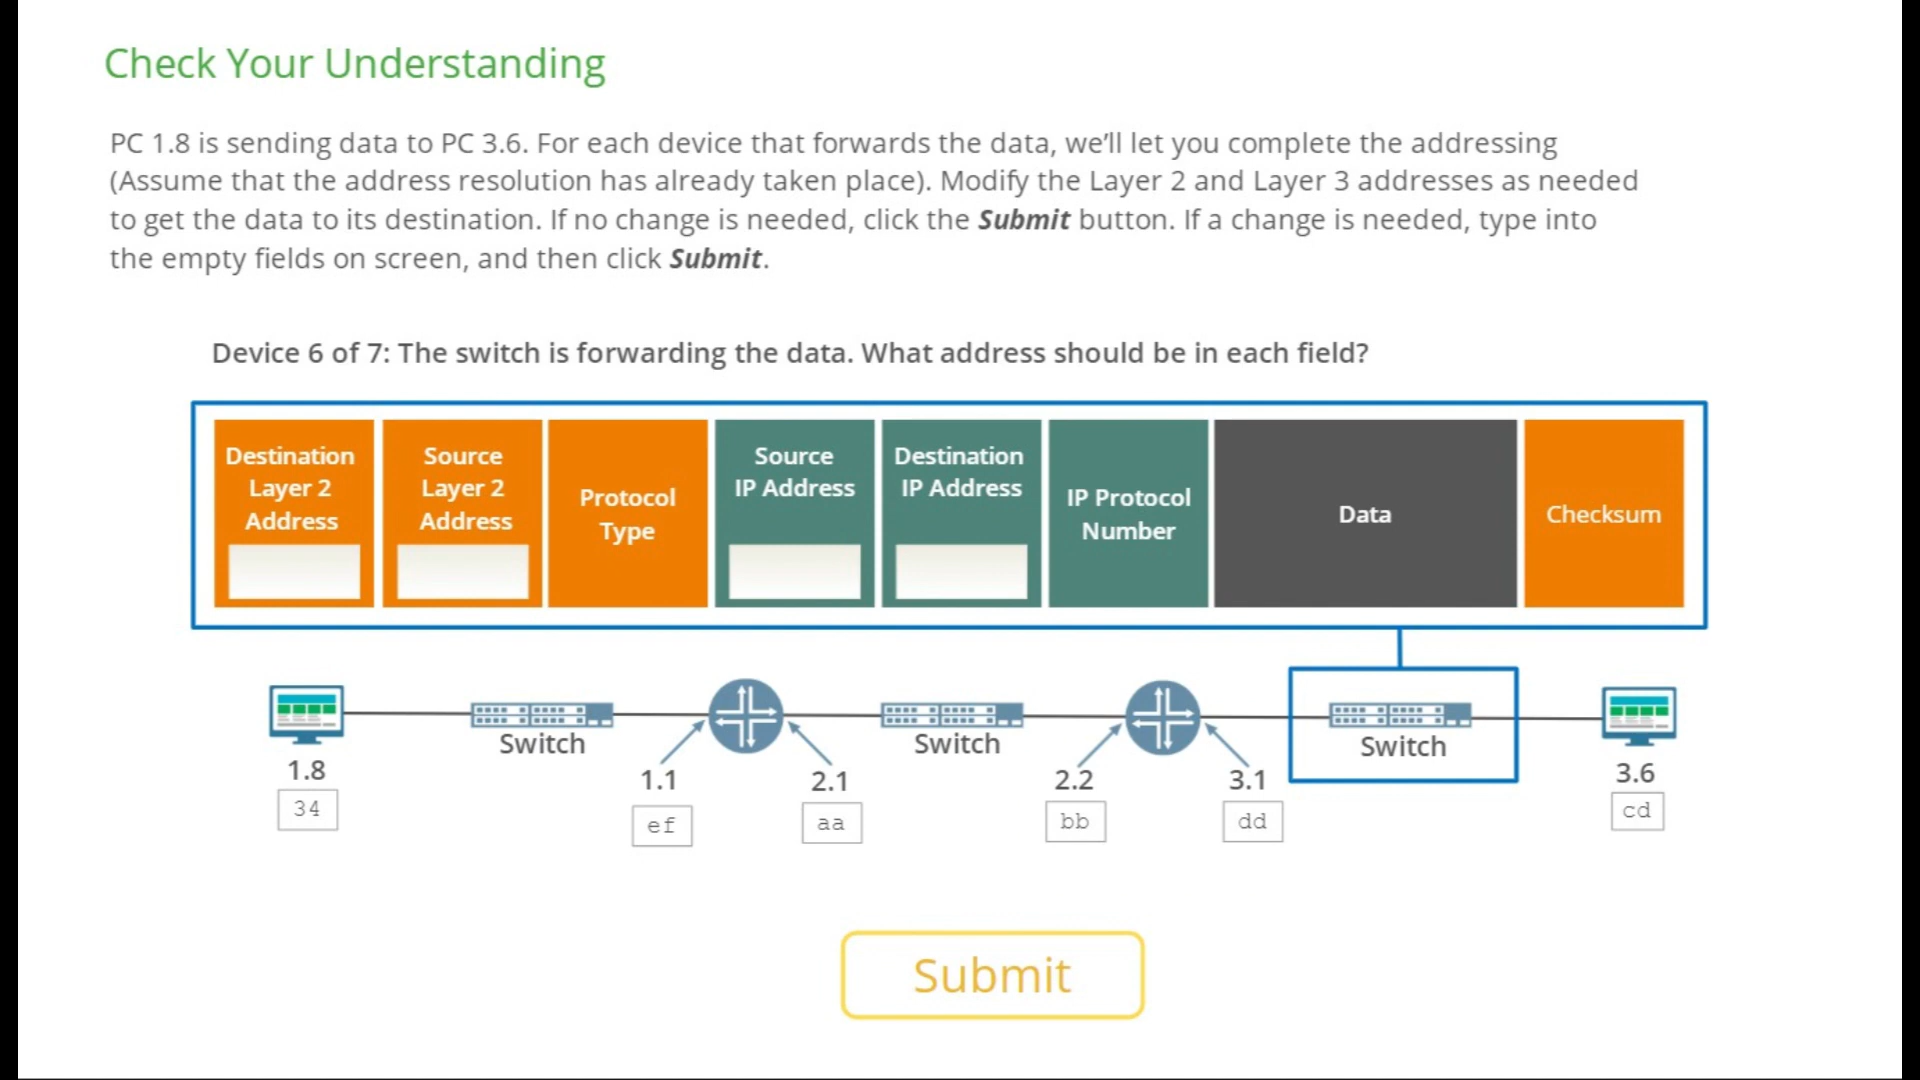 Check Your Understanding
PC 1.8 is sending data to PC 3.6. For each device that forwards the data, we’ll let you complete the addressing
(Assume that the address resolution has already taken place). Modify the Layer 2 and Layer 3 addresses as needed
to get the data to its destination. If no change is needed, click the Submit button. If a change is needed, type into
the empty fields on screen, and then click Submit.
Device 6 of 7: The switch is forwarding the data. What address should be in each field?
Destination
Layer 2
Address
Source
Layer 2
Address
Protocol
Type
Source
IP Address
Destination
IP Address
IP Protocol
Number
Data
Checksum
Switch
Switch
Switch
1.8
1.1
2.1
2.2
3.1
3.6
34
ef
aa
bb
dd
cd
Submit